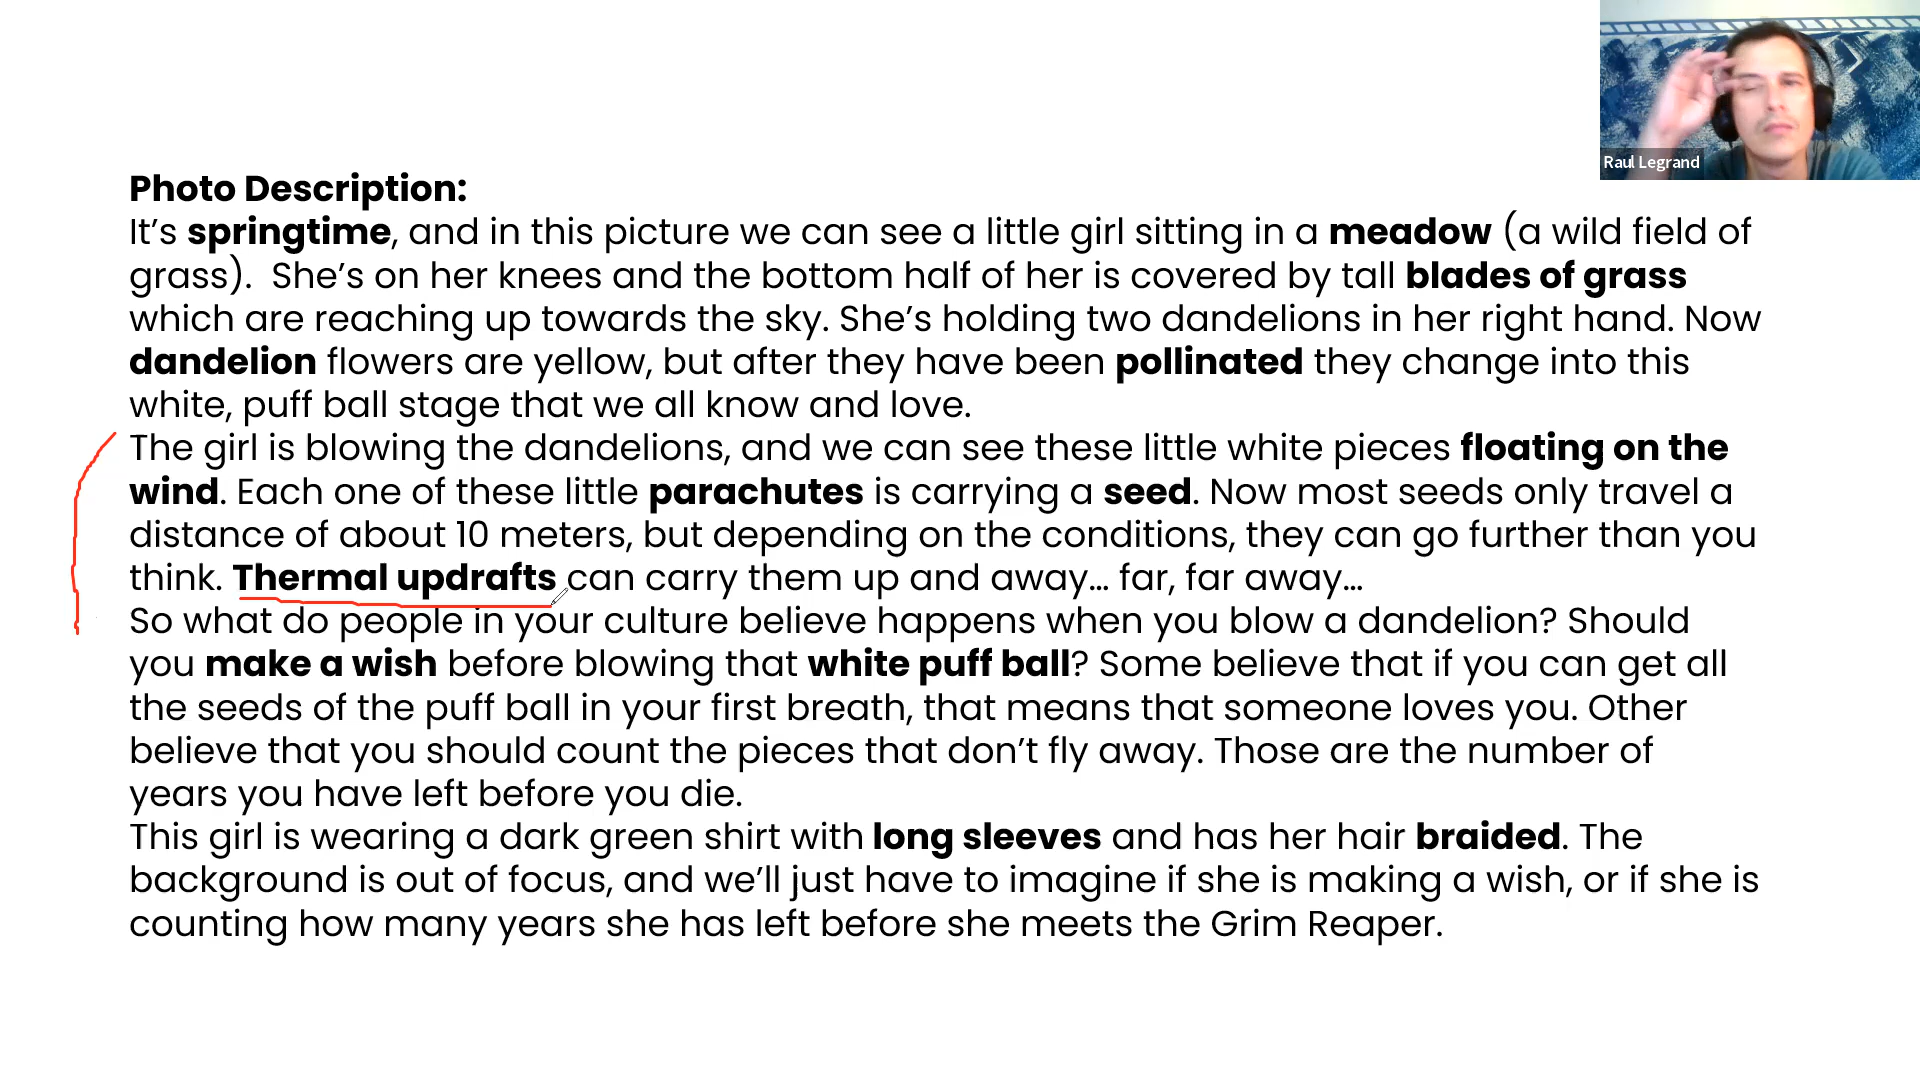 Raul Legrand
Photo Description:
It’s springtime, and in this picture we can see a little girl sitting in a meadow (a wild field of
grass).  She’s on her knees and the bottom half of her is covered by tall blades of grass
which are reaching up towards the sky. She’s holding two dandelions in her right hand. Now
dandelion flowers are yellow, but after they have been pollinated they change into this
white, puff ball stage that we all know and love.
The girl is blowing the dandelions, and we can see these little white pieces floating on the
wind. Each one of these little parachutes is carrying a seed. Now most seeds only travel a
distance of about 10 meters, but depending on the conditions, they can go further than you
think. Thermal updrafts can carry them up and away… far, far away…
So what do people in your culture believe happens when you blow a dandelion? Should
you make a wish before blowing that white puff ball? Some believe that if you can get all
the seeds of the puff ball in your first breath, that means that someone loves you. Other
believe that you should count the pieces that don’t fly away. Those are the number of
years you have left before you die.
This girl is wearing a dark green shirt with long sleeves and has her hair braided. The
background is out of focus, and we’ll just have to imagine if she is making a wish, or if she is
counting how many years she has left before she meets the Grim Reaper.